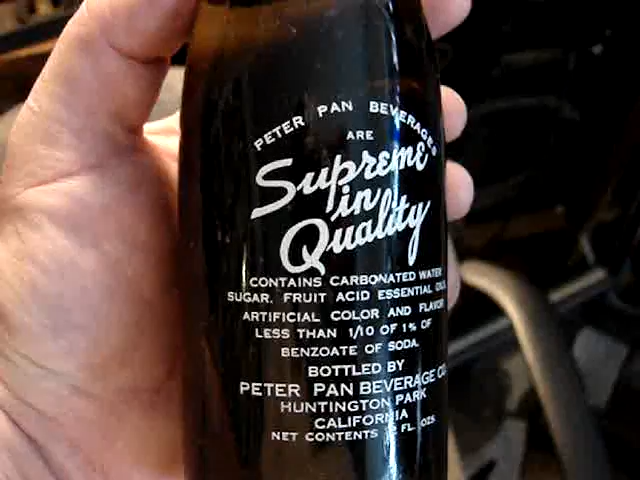 PETER PAN BEVERAGES
ARE
Supreme
in
Quality
CONTAINS CARBONATED WATER
SUGAR, FRUIT ACID ESSENTIAL OILS
ARTIFICIAL COLOR AND FLAVOR
LESS THAN 1/10 OF 1% OF
BENZOATE OF SODA.
BOTTLED BY
PETER PAN BEVERAGE CO.
HUNTINGTON PARK
CALIFORNIA
NET CONTENTS FL. OZS.